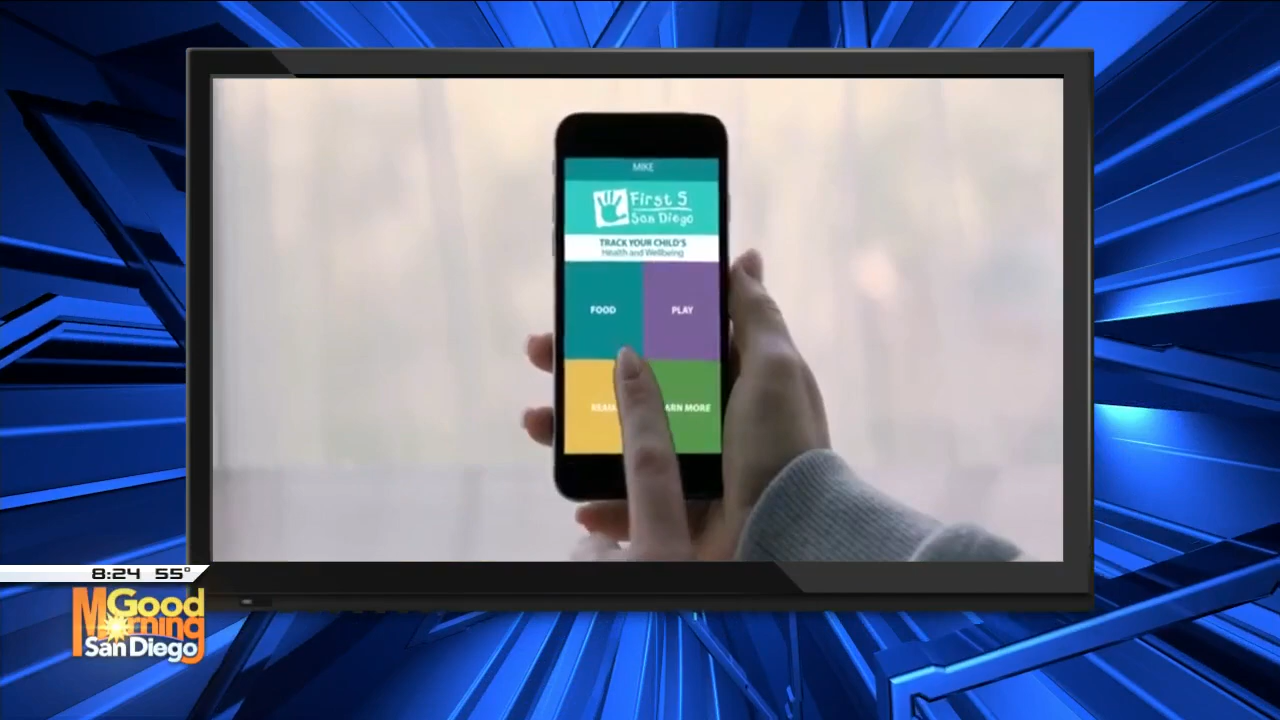 MIKE
First 5
San Diego
TRACK YOUR CHILD'S
Health and Wellbeing
FOOD
PLAY
8:24 55°
Good
Morning
San Diego